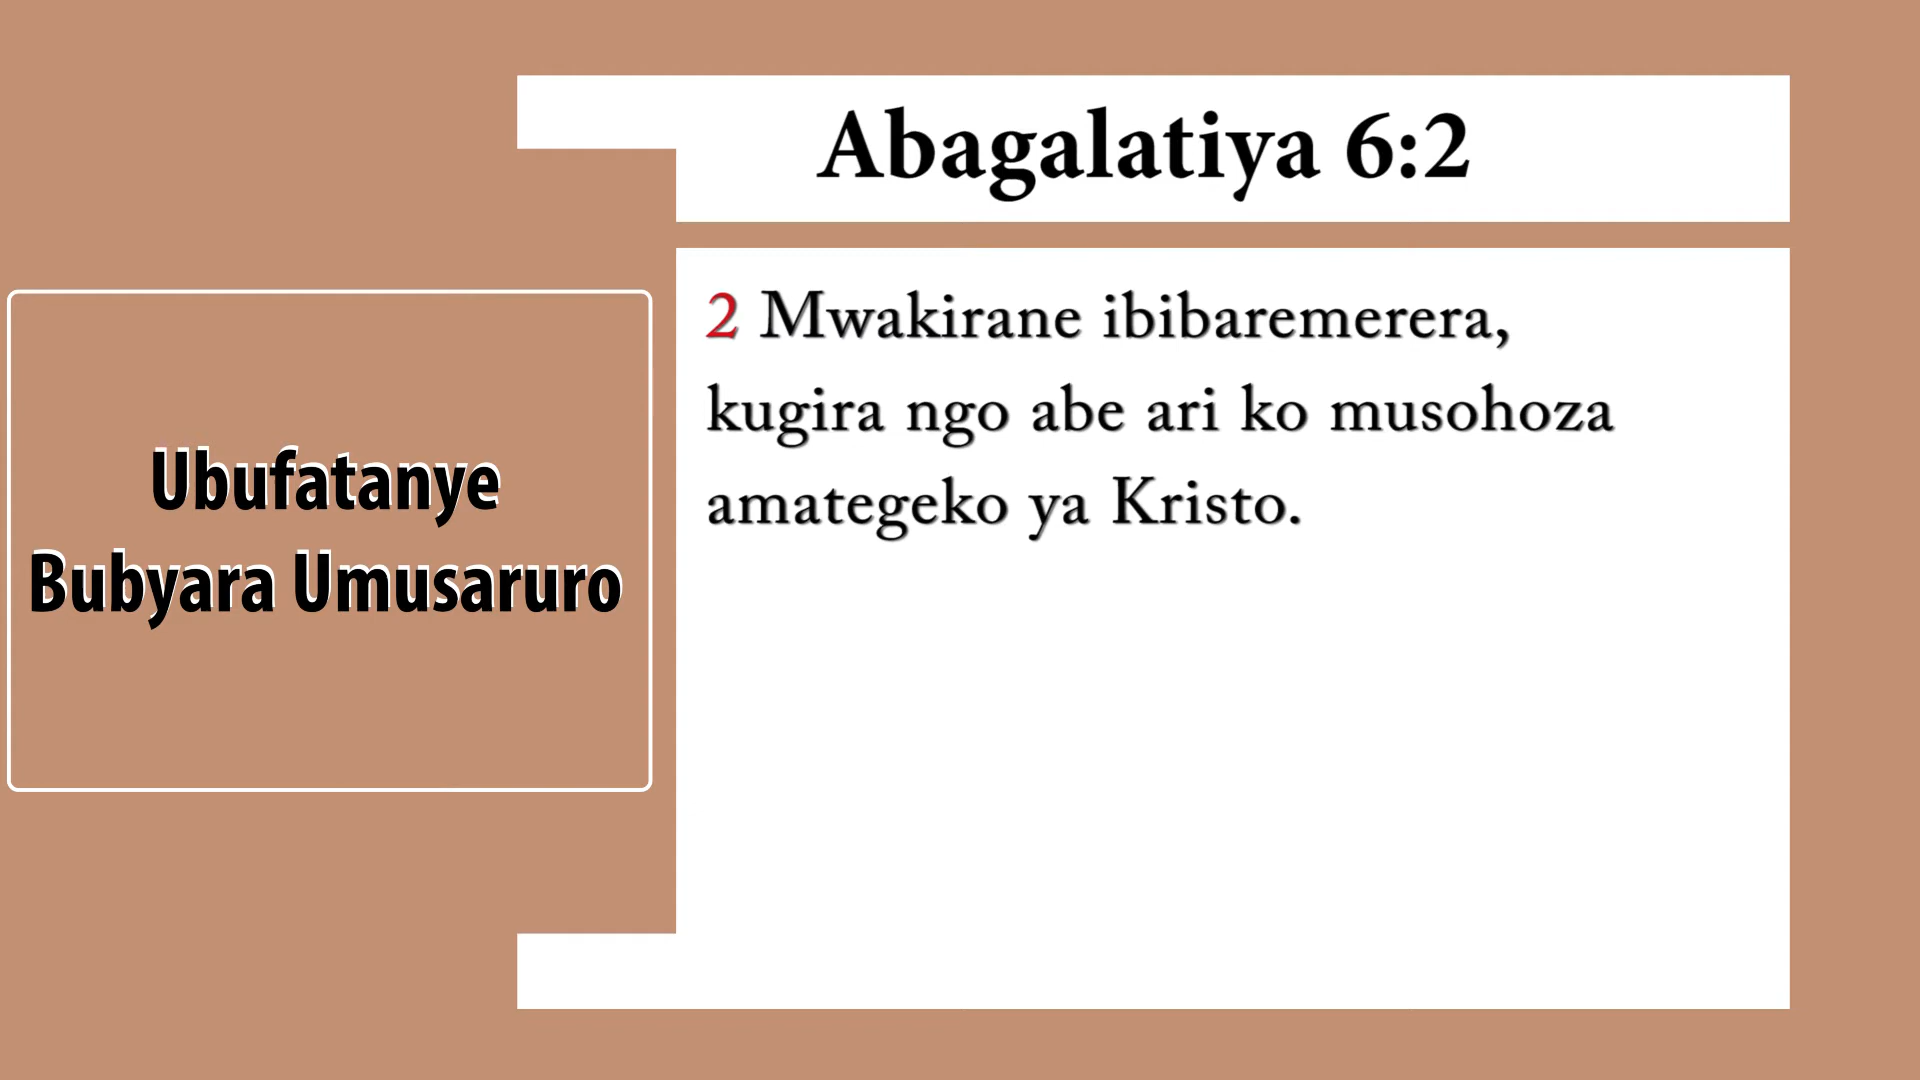 Abagalatiya 6:2
Ubufatanye
Bubyara Umusaruro
2 Mwakirane ibibaremerera,
kugira ngo abe ari ko musohoza
amategeko ya Kristo.